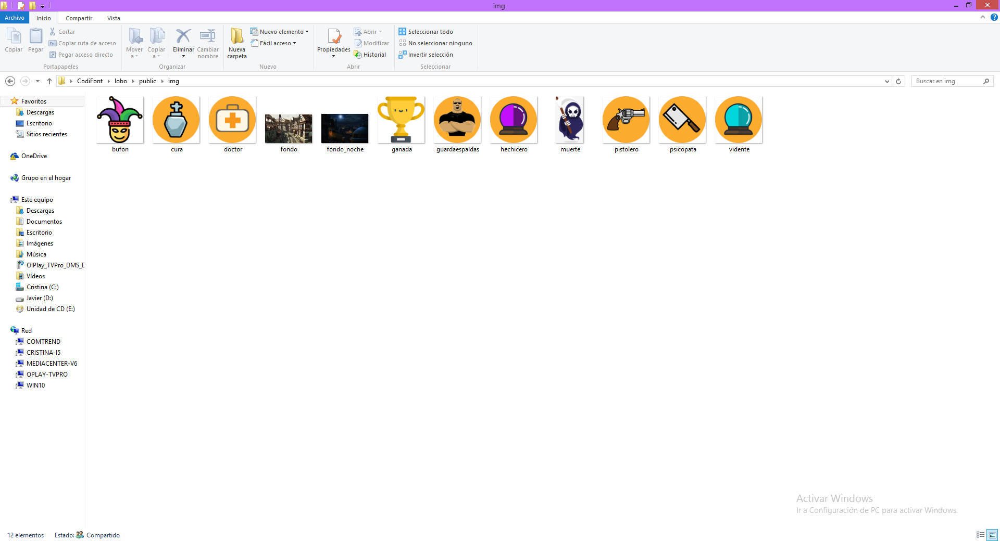 img
Archivo
Inicio
Compartir
Vista
Copiar
Pegar
Cortar
Copiar ruta de acceso
Pegar acceso directo
Portapapeles
Mover a
Copiar a
Eliminar
Cambiar nombre
Organizar
Nueva carpeta
Nuevo elemento
Fácil acceso
Nuevo
Propiedades
Abrir
Modificar
Historial
Abrir
Seleccionar todo
No seleccionar ninguno
Invertir selección
Seleccionar
CodiFont lobo public img
Buscar en img
Favoritos
Descargas
Escritorio
Sitios recientes
OneDrive
Grupo en el hogar
Este equipo
Descargas
Documentos
Escritorio
Imágenes
Música
O!Play_TVPro_DMS_D
Vídeos
Cristina (C:)
Javier (D:)
Unidad de CD (E:)
Red
COMTREND
CRISTINA-I5
MEDIACENTER-V6
OPLAY-TVPRO
WIN10
bufon
cura
doctor
fondo
fondo_noche
ganada
guardaespaldas
hechicero
muerte
pistolero
psicopata
vidente
Activar Windows
Ir a Configuración de PC para activar Windows.
12 elementos
Estado: Compartido